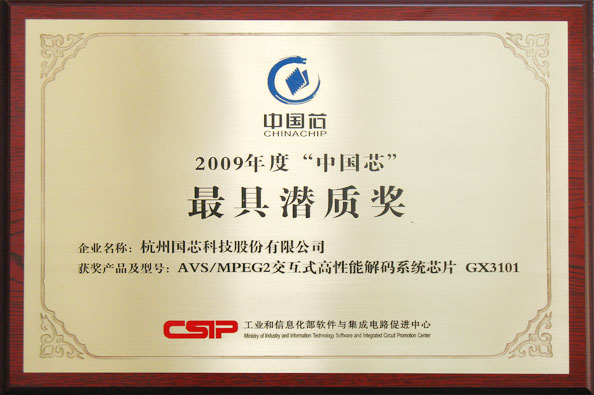 中国芯
CHINACHIP
2009年度“中国芯”
最具潜质奖
企业名称：杭州国芯科技股份有限公司
获奖产品及型号：AVS/MPEG2交互式高性能解码系统芯片 GX3101
CSIP 工业和信息化部软件与集成电路促进中心
Ministry of Industry and Information Technology Software and Integrated Circuit Promotion Center